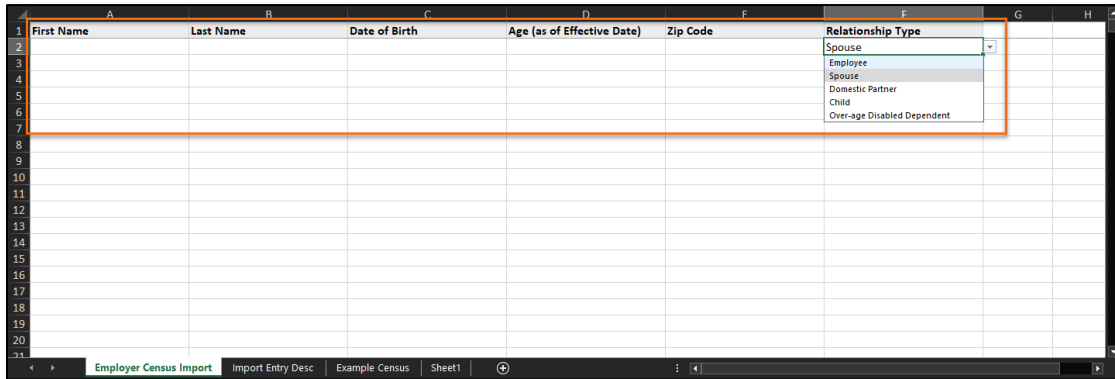 A B C D E F G H
1 First Name Last Name Date of Birth Age (as of Effective Date) Zip Code Relationship Type
2 Spouse
3 Employee
4 Spouse
Domestic Partner
5 Child
6 Over-age Disabled Dependent
7
8
9
10
11
12
13
14
15
16
17
18
19
20
21
Employer Census Import Import Entry Desc Example Census Sheet1